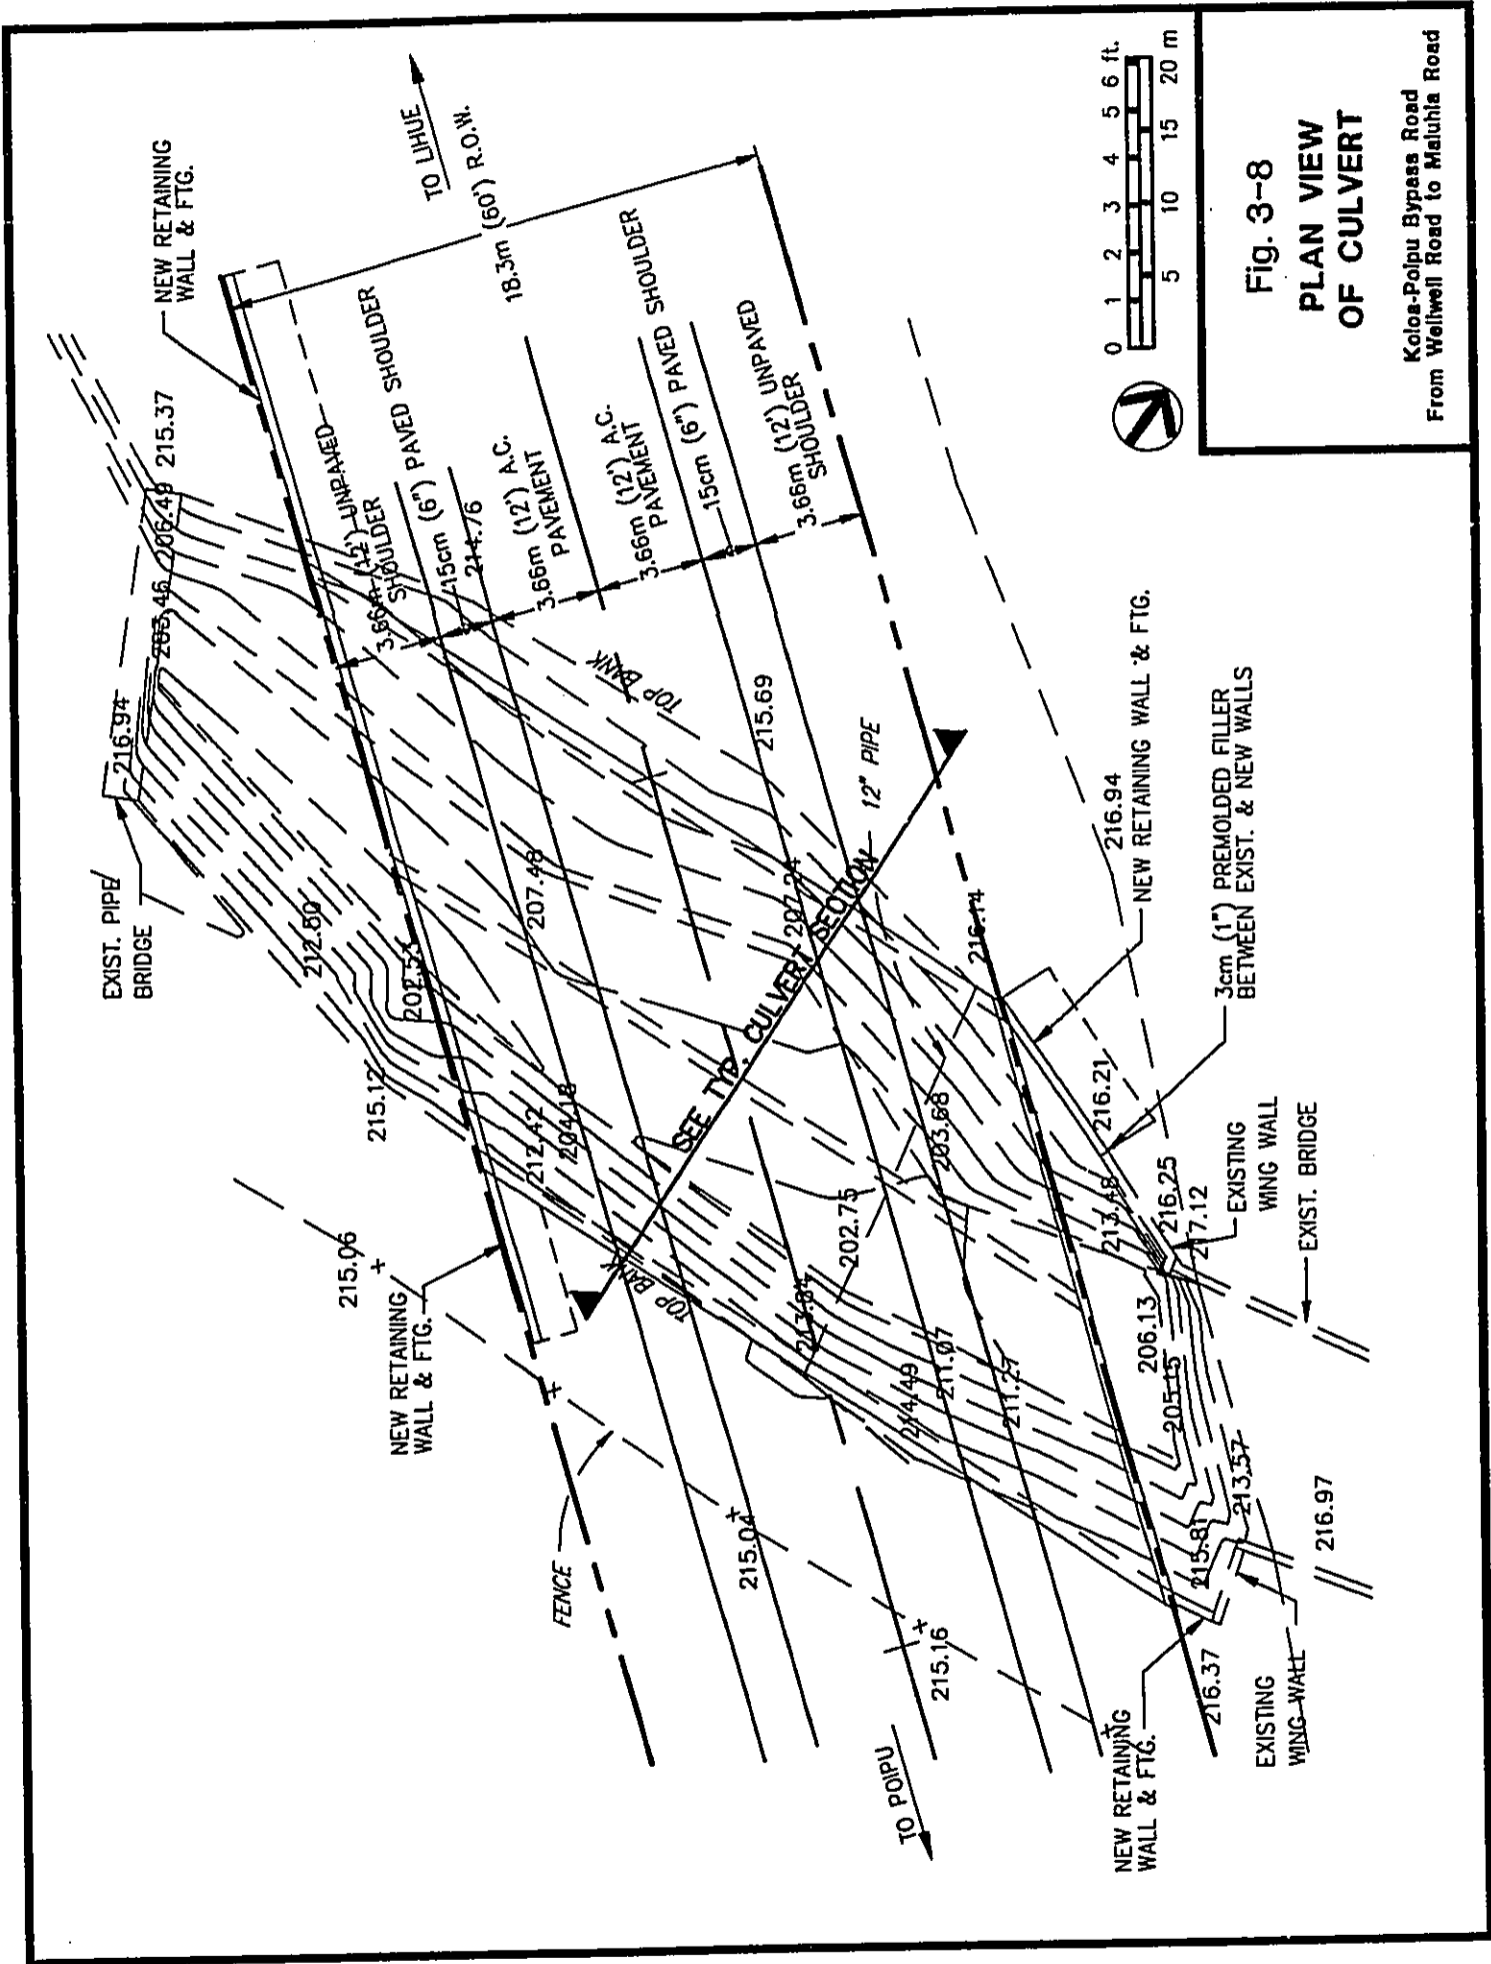 NEW RETAINING
WALL & FTG.
TO LIHUE
18.3m (60') R.O.W.
215.37
206.49
203.46
216.94
EXIST. PIPE
BRIDGE
3.66m (12') UNPAVED
SHOULDER
15cm (6") PAVED SHOULDER
214.76
3.66m (12') A.C.
PAVEMENT
3.66m (12') A.C.
PAVEMENT
15cm (6") PAVED SHOULDER
3.66m (12') UNPAVED
SHOULDER
TOP BANK
212.80
202.53
207.48
215.69
12" PIPE
207.24
SEE TYP. CULVERT SECTION
216.14
216.94
NEW RETAINING WALL & FTG.
3cm (1") PREMOLDED FILLER
BETWEEN EXIST. & NEW WALLS
215.12
212.42
204.18
203.68
216.21
215.06
NEW RETAINING
WALL & FTG.
TOP BANK
213.84
202.75
213.48
216.25
217.12
EXISTING
WING WALL
EXIST. BRIDGE
206.13
205.15
214.49
211.07
211.27
FENCE
215.04
215.81
213.57
216.97
215.16
TO POIPU
NEW RETAINING
WALL & FTG.
216.37
EXISTING
WING WALL
0 1 2 3 4 5 6 ft.
5 10 15 20 m
Fig. 3-8
PLAN VIEW
OF CULVERT
Koloa-Poipu Bypass Road
From Weliweli Road to Maluhia Road